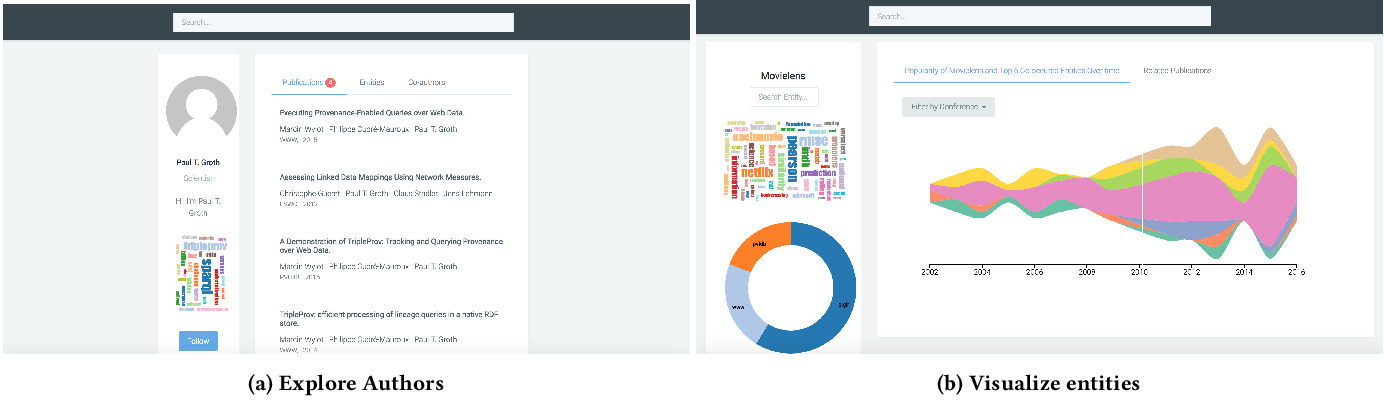 Search...
Paul T. Groth
Scientist
Hi! I'm Paul T.
Groth
tripleprov
sparql
Follow
Publications 4 Entities Co-authors
Executing Provenance-Enabled Queries over Web Data.
Marcin Wylot Philippe Cudré-Mauroux Paul T. Groth
WWW, 2015
Assessing Linked Data Mappings Using Network Measures.
Christophe Guéret Paul T. Groth Claus Stadler Jens Lehmann
ESWC, 2012
A Demonstration of TripleProv: Tracking and Querying Provenance
over Web Data.
Marcin Wylot Philippe Cudré-Mauroux Paul T. Groth
PVLDB, 2015
TripleProv: efficient processing of lineage queries in a native RDF
store.
Marcin Wylot Philippe Cudré-Mauroux Paul T. Groth
WWW, 2014
(a) Explore Authors
Search...
Movielens
Search Entity...
eachmovie
pearson
rmse
netflix
prediction
information
similarity
pvldb
www
sigir
Popularity of Movielens and Top 6 Co-occured Entities Over time Related Publications
Filter by Conference
2002 2004 2006 2008 2010 2012 2014 2016
(b) Visualize entities